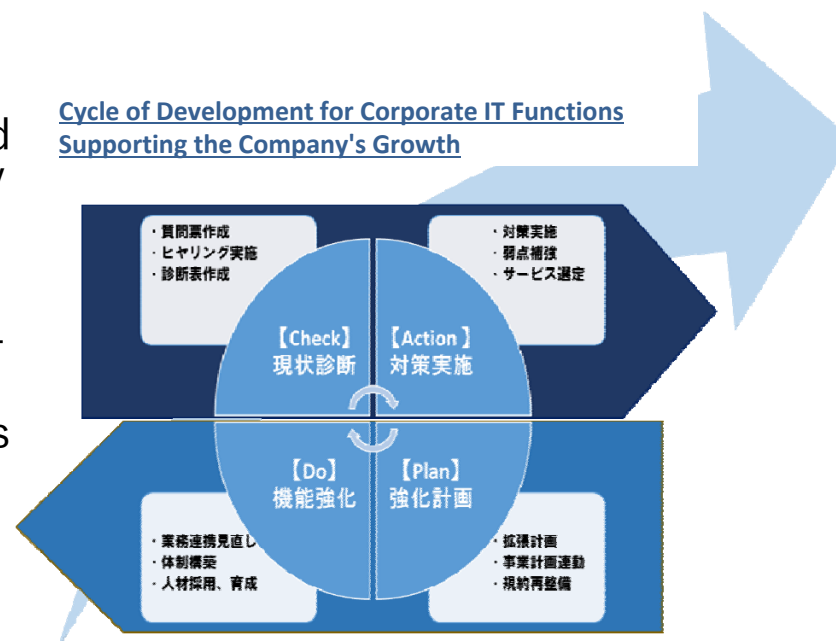 Cycle of Development for Corporate IT Functions
Supporting the Company's Growth
d
y
s
・質問票作成
・ヒヤリング実施
・診断表作成
・対策実施
・弱点補強
・サービス選定
【Check】
現状診断
【Action】
対策実施
【Do】
機能強化
【Plan】
強化計画
・業務連携見直し
・体制構築
・人材採用、育成
・拡張計画
・事業計画連動
・規約再整備